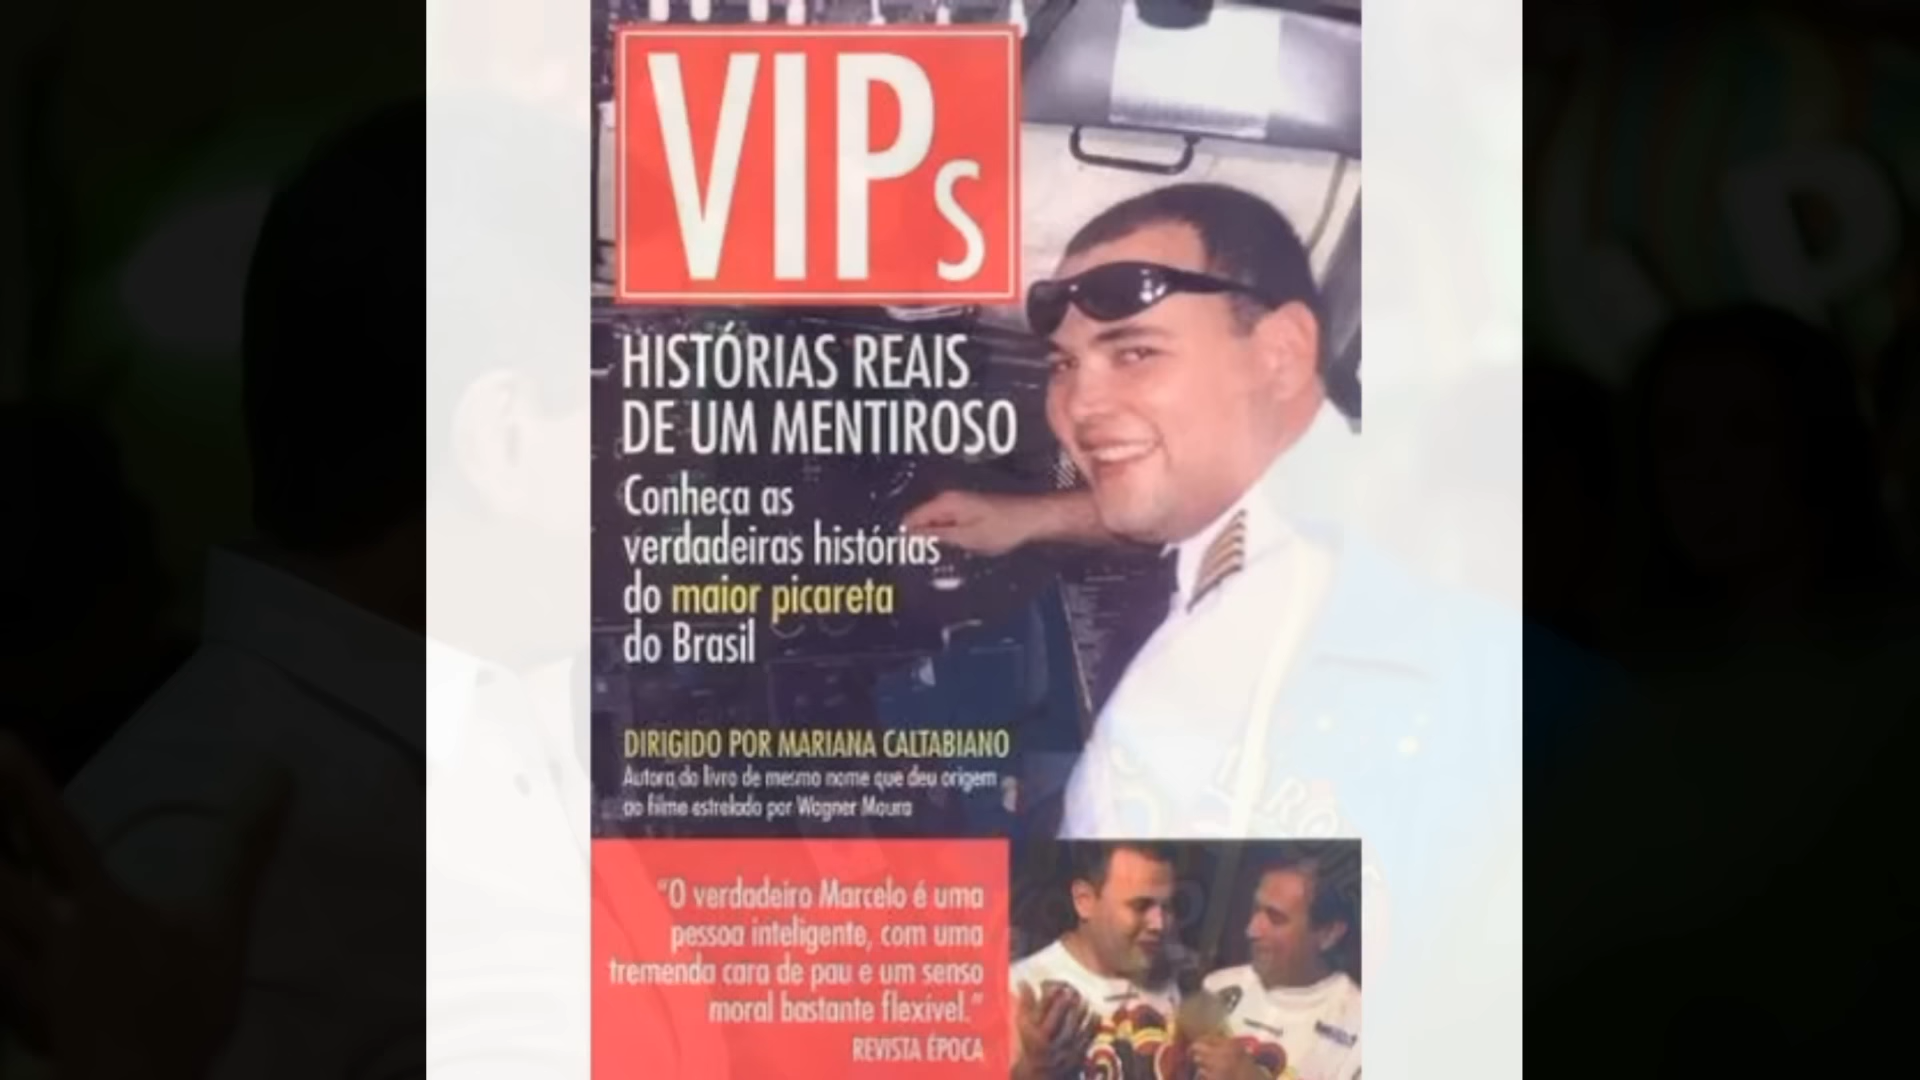 VIPs
HISTÓRIAS REAIS
DE UM MENTIROSO
Conheça as
verdadeiras histórias
do maior picareta
do Brasil
DIRIGIDO POR MARIANA CALTABIANO
Autora do livro de mesmo nome que deu origem
ao filme estrelado por Wagner Moura
"O verdadeiro Marcelo é uma
pessoa inteligente, com uma
tremenda cara de pau e um senso
moral bastante flexível."
REVISTA ÉPOCA